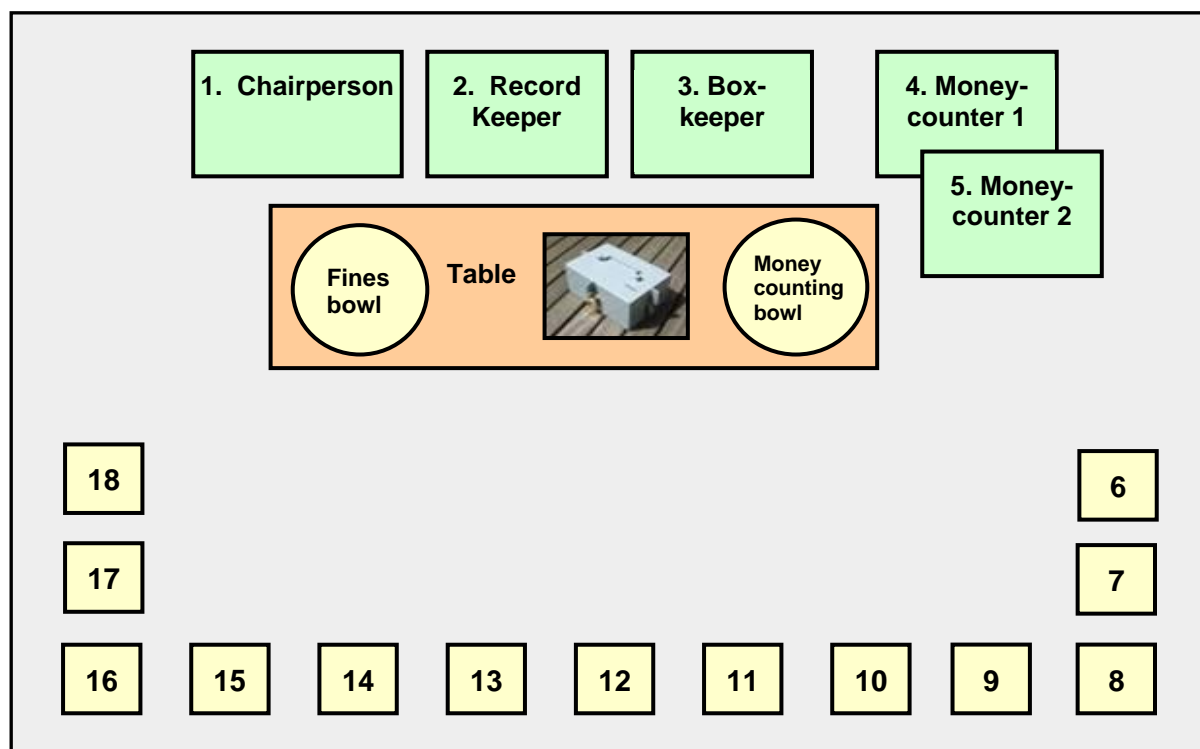 1. Chairperson
2. Record
Keeper
3. Box-
keeper
4. Money-
counter 1
5. Money-
counter 2
Fines
bowl
Table
Money
counting
bowl
18
6
17
7
16
15
14
13
12
11
10
9
8